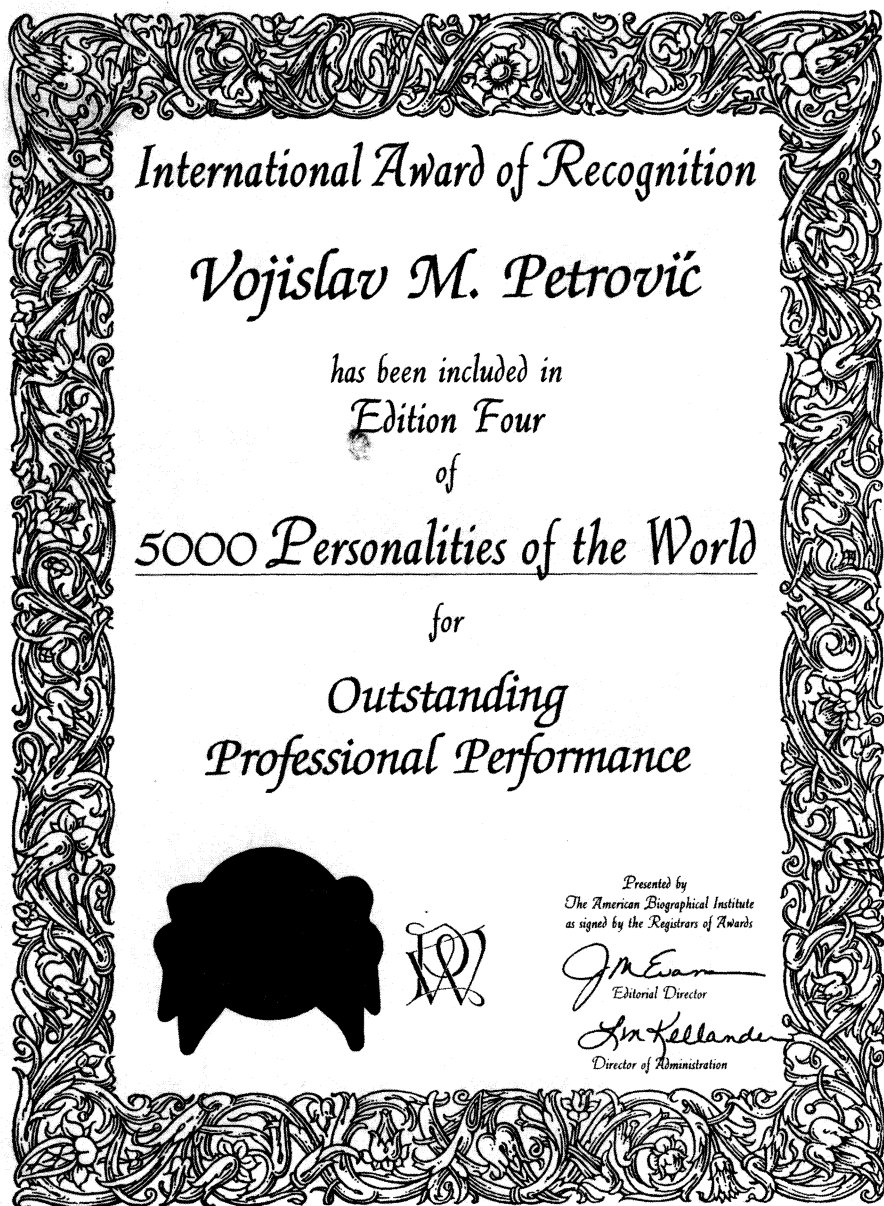 International Award of Recognition
Vojislav M. Petrovïć
has been included in
Edition Four
of
5000 Personalities of the World
for
Outstanding
Professional Performance
Presented by
The American Biographical Institute
as signed by the Registrars of Awards
J M Evans
Editorial Director
Director of Administration